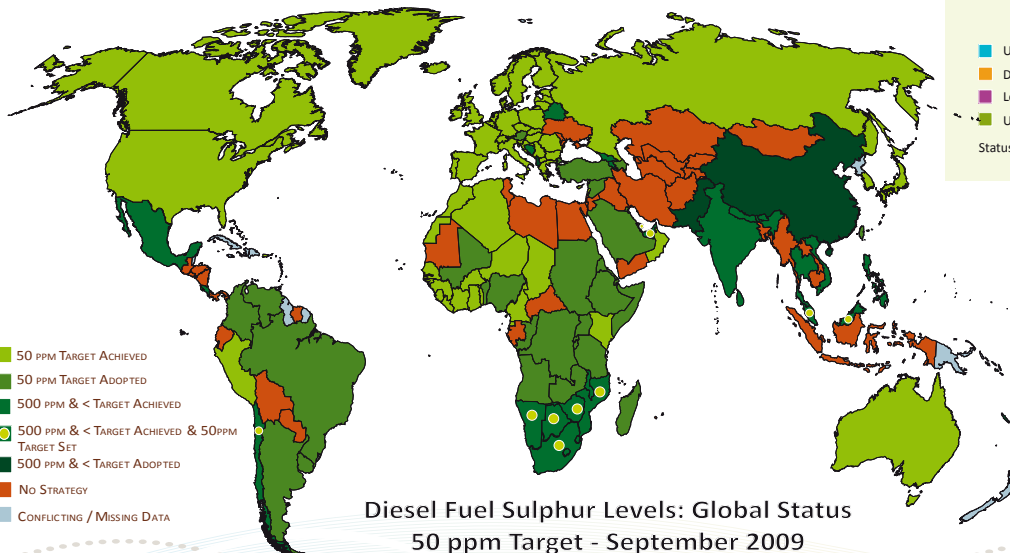 U
D
L
U
Status
50 ppm Target Achieved
50 ppm Target Adopted
500 ppm & < Target Achieved
500 ppm & < Target Achieved & 50ppm
Target Set
500 ppm & < Target Adopted
No Strategy
Conflicting / Missing Data
Diesel Fuel Sulphur Levels: Global Status
50 ppm Target - September 2009